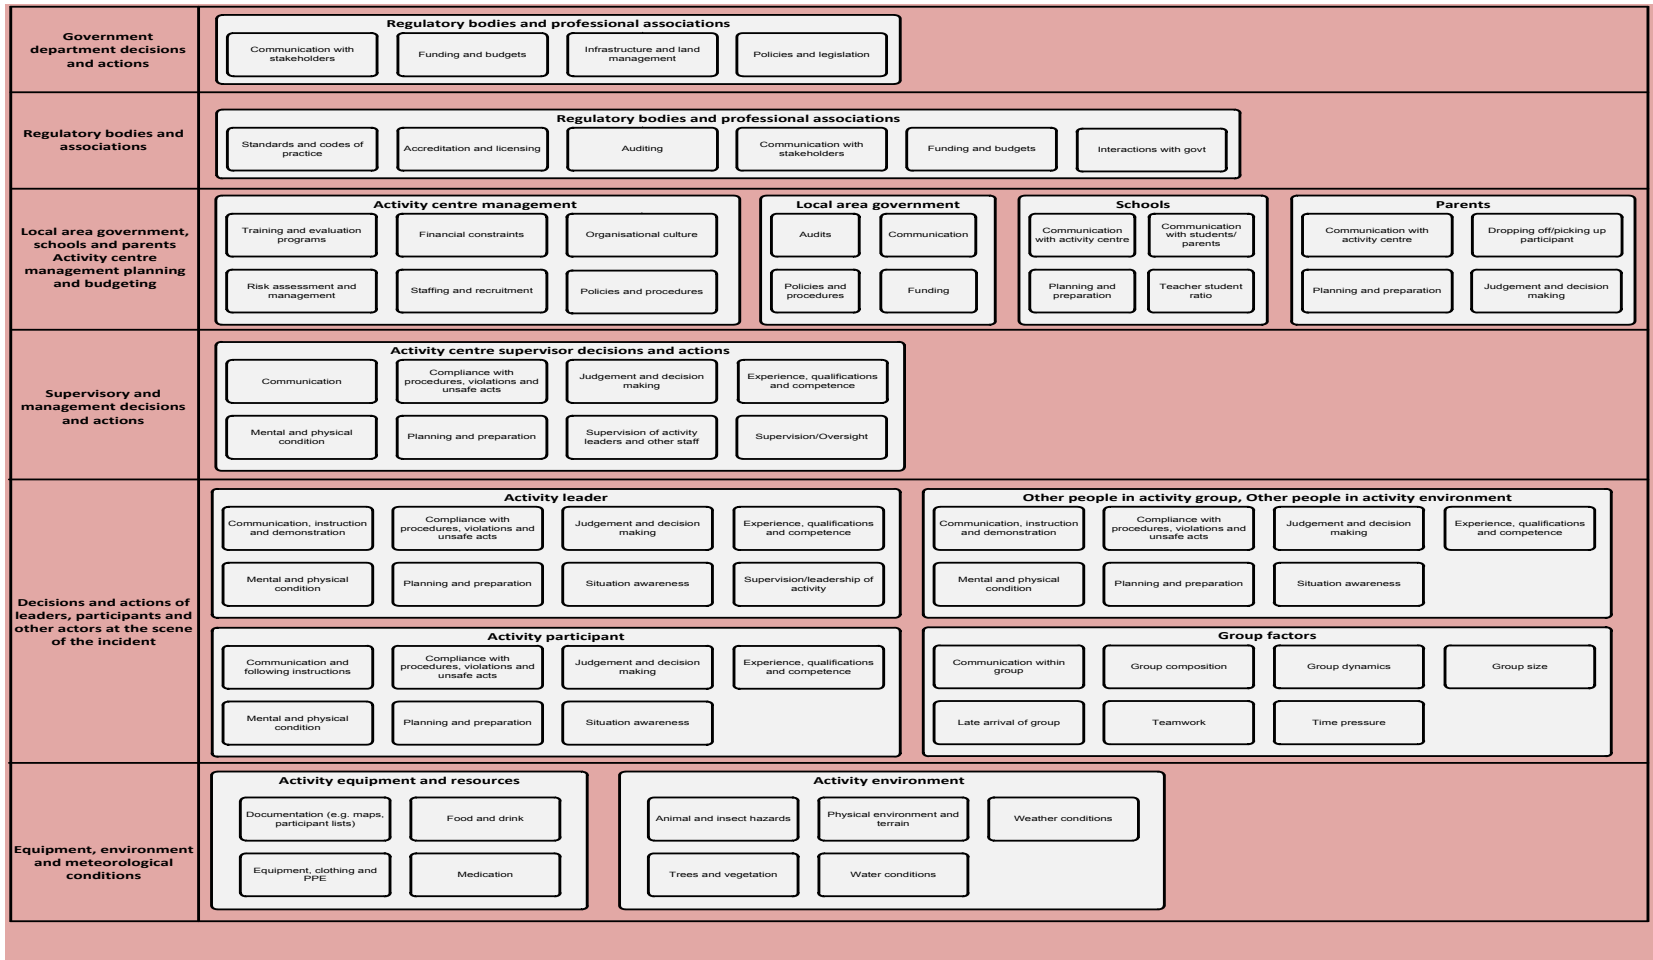 Government
department decisions
and actions
Regulatory bodies and professional associations
Communication with
stakeholders
Funding and budgets
Infrastructure and land
management
Policies and legislation
Regulatory bodies and
associations
Regulatory bodies and professional associations
Standards and codes of
practice
Accreditation and licensing
Auditing
Communication with
stakeholders
Funding and budgets
Interactions with govt
Local area government,
schools and parents
Activity centre
management planning
and budgeting
Activity centre management
Training and evaluation
programs
Financial constraints
Organisational culture
Risk assessment and
management
Staffing and recruitment
Policies and procedures
Local area government
Audits
Communication
Policies and
procedures
Funding
Schools
Communication
with activity centre
Communication
with students/
parents
Planning and
preparation
Teacher student
ratio
Parents
Communication with
activity centre
Dropping off/picking up
participant
Planning and preparation
Judgement and decision
making
Supervisory and
management decisions
and actions
Activity centre supervisor decisions and actions
Communication
Compliance with
procedures, violations and
unsafe acts
Judgement and decision
making
Experience, qualifications
and competence
Mental and physical
condition
Planning and preparation
Supervision of activity
leaders and other staff
Supervision/Oversight
Decisions and actions of
leaders, participants and
other actors at the scene
of the incident
Activity leader
Communication, instruction
and demonstration
Compliance with
procedures, violations and
unsafe acts
Judgement and decision
making
Experience, qualifications
and competence
Mental and physical
condition
Planning and preparation
Situation awareness
Supervision/leadership of
activity
Other people in activity group, Other people in activity environment
Communication, instruction
and demonstration
Compliance with
procedures, violations and
unsafe acts
Judgement and decision
making
Experience, qualifications
and competence
Mental and physical
condition
Planning and preparation
Situation awareness
Activity participant
Communication and
following instructions
Compliance with
procedures, violations and
unsafe acts
Judgement and decision
making
Experience, qualifications
and competence
Mental and physical
condition
Planning and preparation
Situation awareness
Group factors
Communication within
group
Group composition
Group dynamics
Group size
Late arrival of group
Teamwork
Time pressure
Equipment, environment
and meteorological
conditions
Activity equipment and resources
Documentation (e.g. maps,
participant lists)
Food and drink
Equipment, clothing and
PPE
Medication
Activity environment
Animal and insect hazards
Physical environment and
terrain
Weather conditions
Trees and vegetation
Water conditions